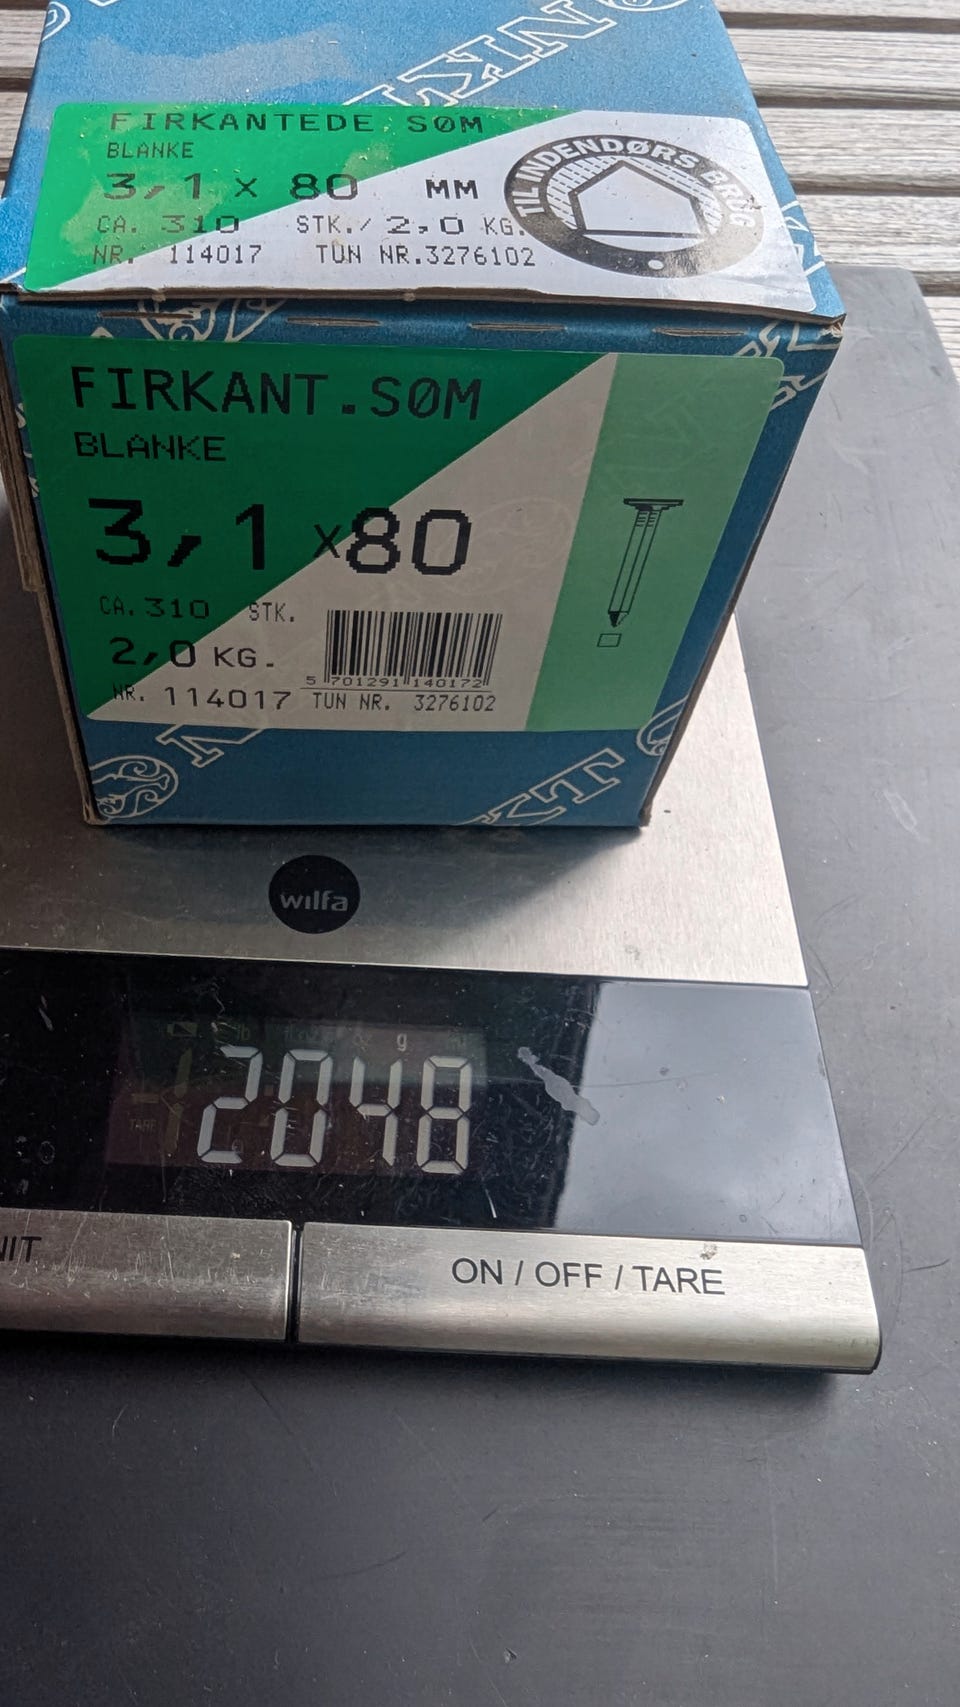 FIRKANTEDE SØM
BLANKE
3,1 x 80 MM
CA. 310 STK./2,0 KG.
NR. 114017 TUN NR.3276102
TIL INDENDØRS BRUG
FIRKANT.SØM
BLANKE
3,1 x80
CA. 310 STK.
2,0 KG.
5 701291 140172
NR. 114017 TUN NR. 3276102
wilfa
g
TARE
2048
ON / OFF / TARE